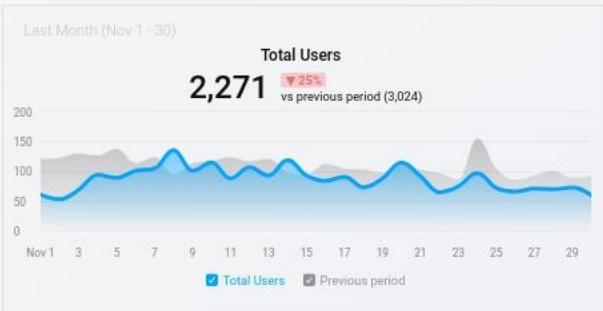 Last Month (Nov 1 - 30)
Total Users
2,271
▼ 25%
vs previous period (3,024)
200
150
100
50
0
Nov 1 3 5 7 9 11 13 15 17 19 21 23 25 27 29
Total Users Previous period